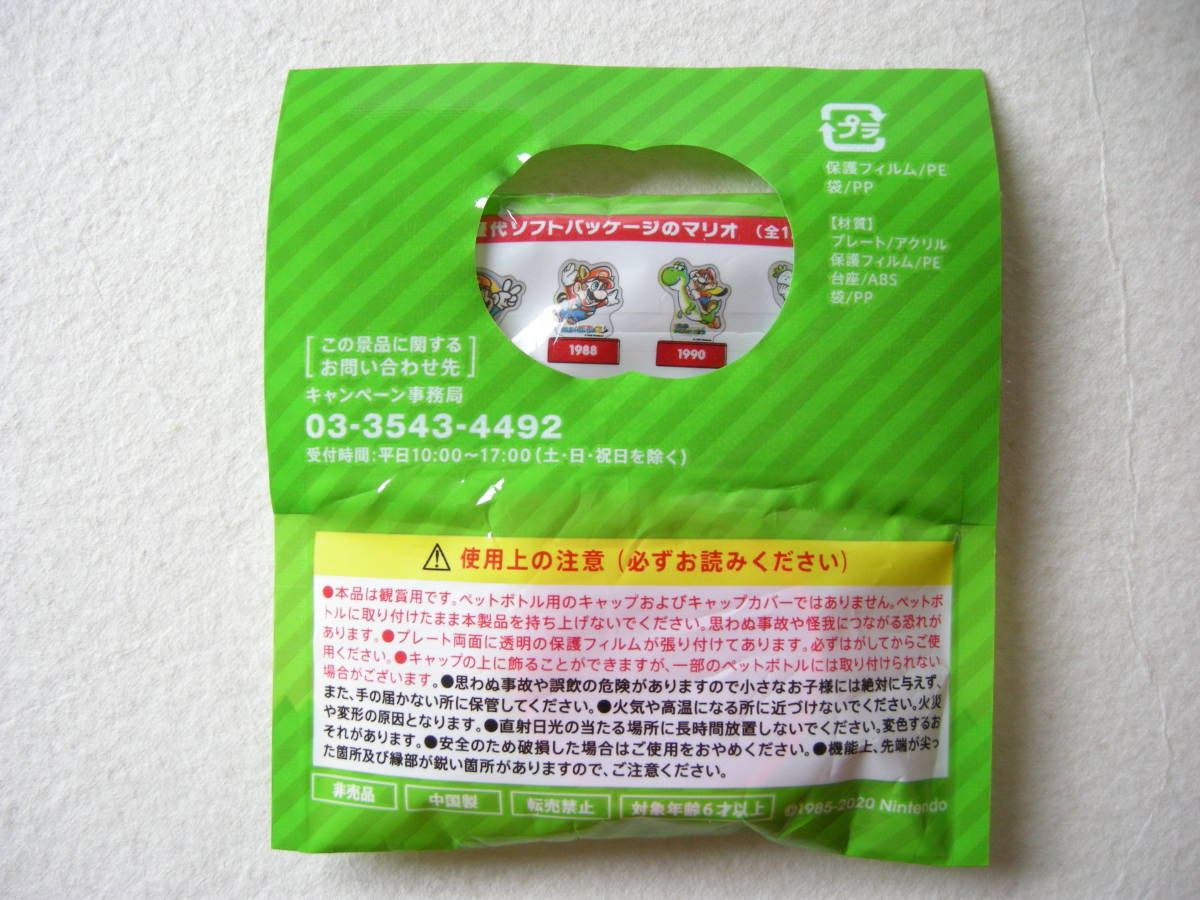 プラ
保護フィルム/PE
袋/PP
【材質】
プレート/アクリル
保護フィルム/PE
台座/ABS
袋/PP
代ソフトパッケージのマリオ (全1
1988
1990
この景品に関する
お問い合わせ先
キャンペーン事務局
03-3543-4492
受付時間:平日10:00~17:00(土・日・祝日を除く)
使用上の注意(必ずお読みください)
●本品は観賞用です。ペットボトル用のキャップおよびキャップカバーではありません。ペットボ
トルに取り付けたまま本製品を持ち上げないでください。思わぬ事故や怪我につながる恐れが
あります。●プレート両面に透明の保護フィルムが張り付けてあります。必ずはがしてからご使
用ください。●キャップの上に飾ることができますが、一部のペットボトルには取り付けられない
場合がございます。●思わぬ事故や誤飲の危険がありますので小さなお子様には絶対に与えず、
また、手の届かない所に保管してください。●火気や高温になる所に近づけないでください。火災
や変形の原因となります。●直射日光の当たる場所に長時間放置しないでください。変色するお
それがあります。●安全のため破損した場合はご使用をおやめください。●機能上、先端が尖っ
た箇所及び縁部が鋭い箇所がありますので、ご注意ください。
非売品 中国製 転売禁止 対象年齢6才以上 ©1985-2020 Nintendo